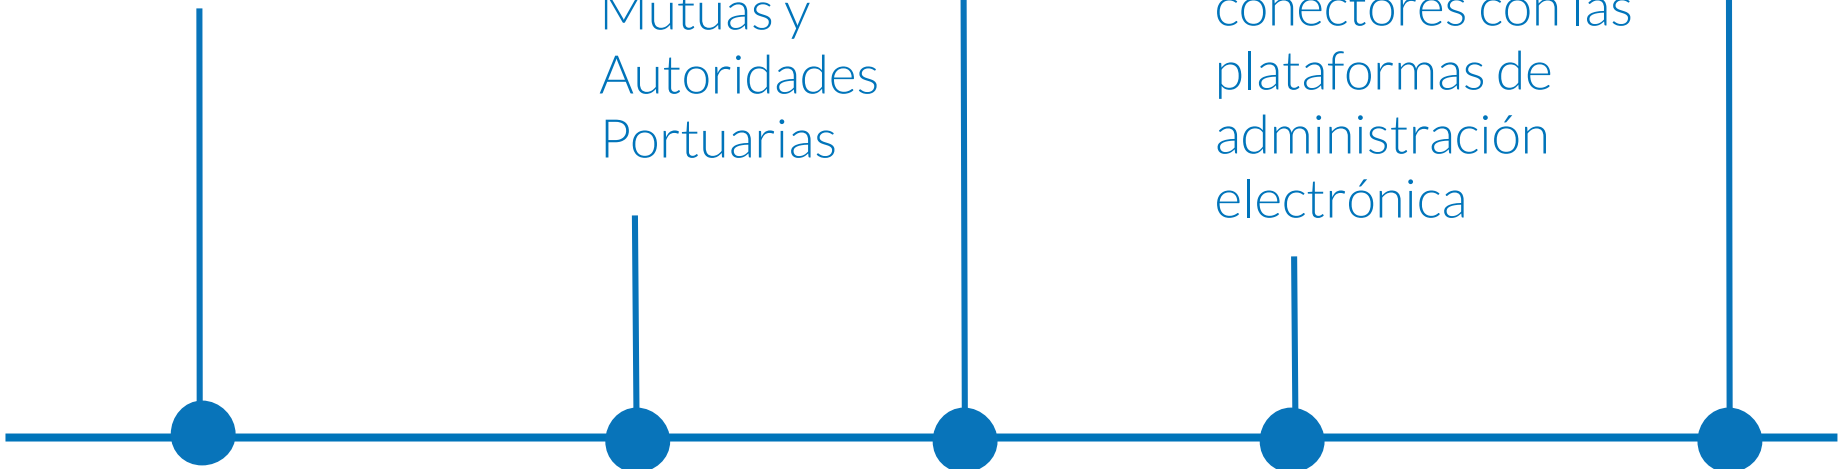 Mutuas y
Autoridades
Portuarias
conectores con las
plataformas de
administración
electrónica